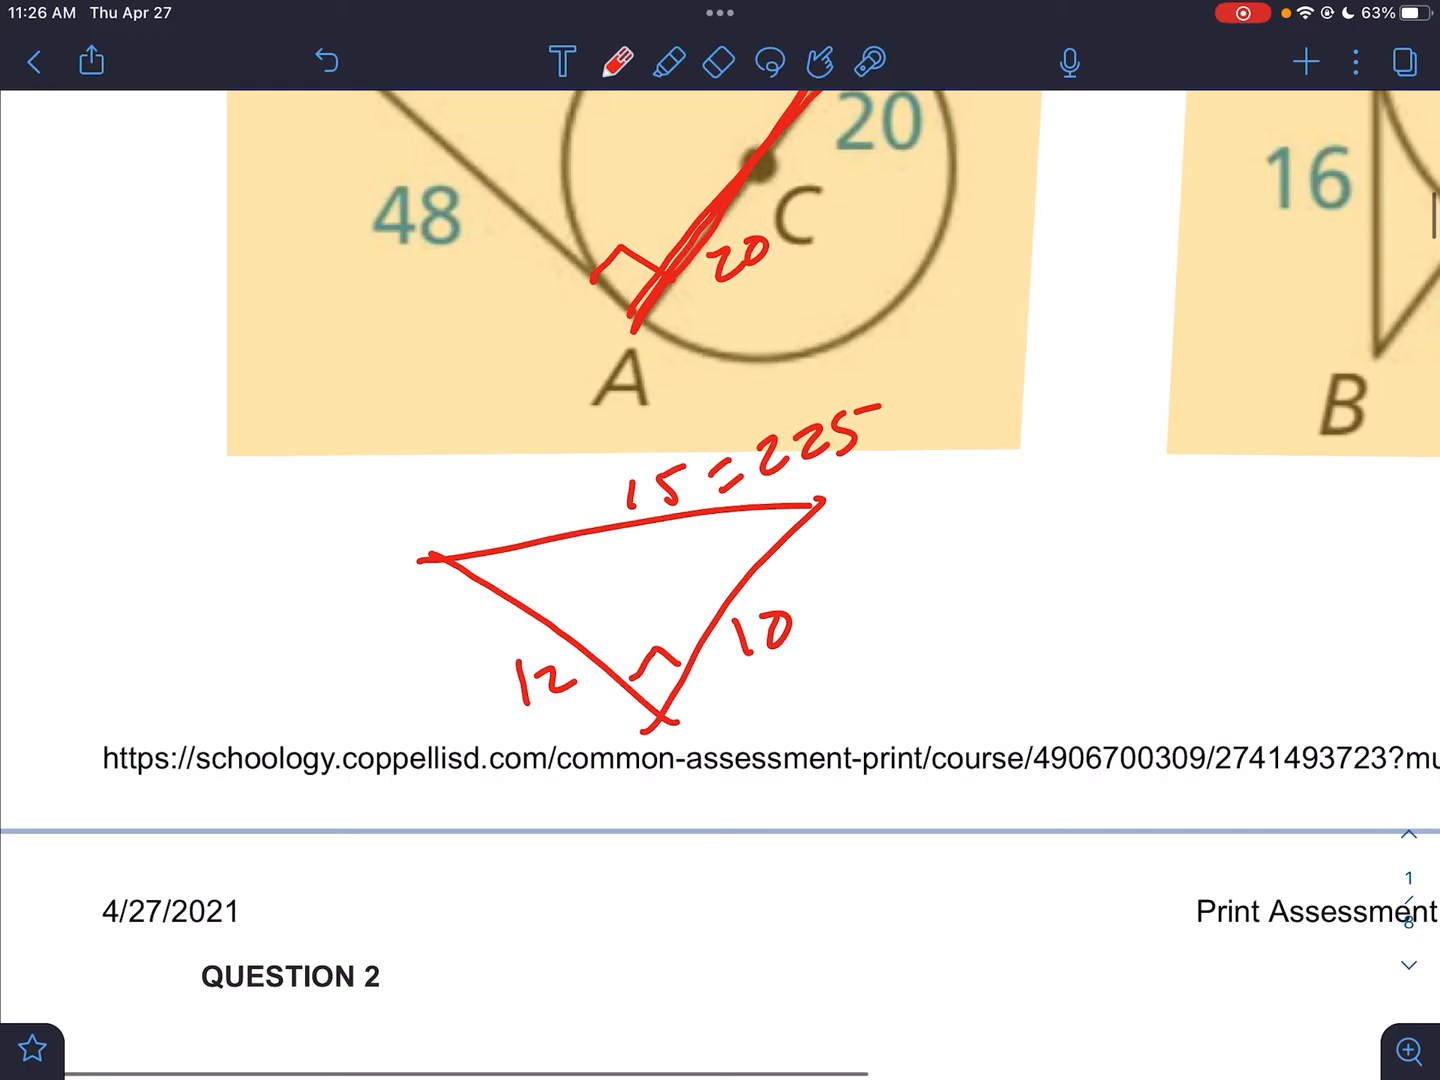 11:26 AM Thu Apr 27
63%
T
20
48
C
20
16
A
B
15 = 225
12
10
https://schoology.coppellisd.com/common-assessment-print/course/4906700309/2741493723?mu
1
/
8
4/27/2021
Print Assessment
QUESTION 2